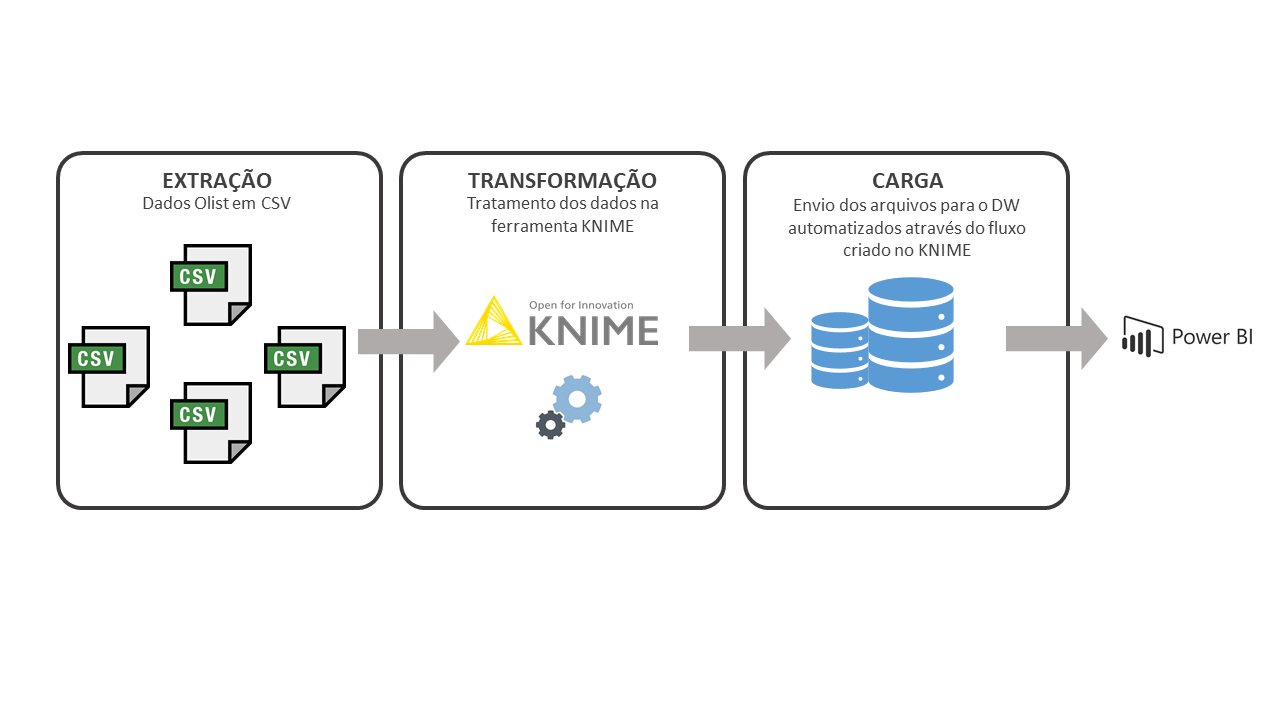 EXTRAÇÃO
Dados Olist em CSV
CSV
CSV
CSV
CSV
TRANSFORMAÇÃO
Tratamento dos dados na
ferramenta KNIME
Open for Innovation
KNIME
CARGA
Envio dos arquivos para o DW
automatizados através do fluxo
criado no KNIME
Power BI